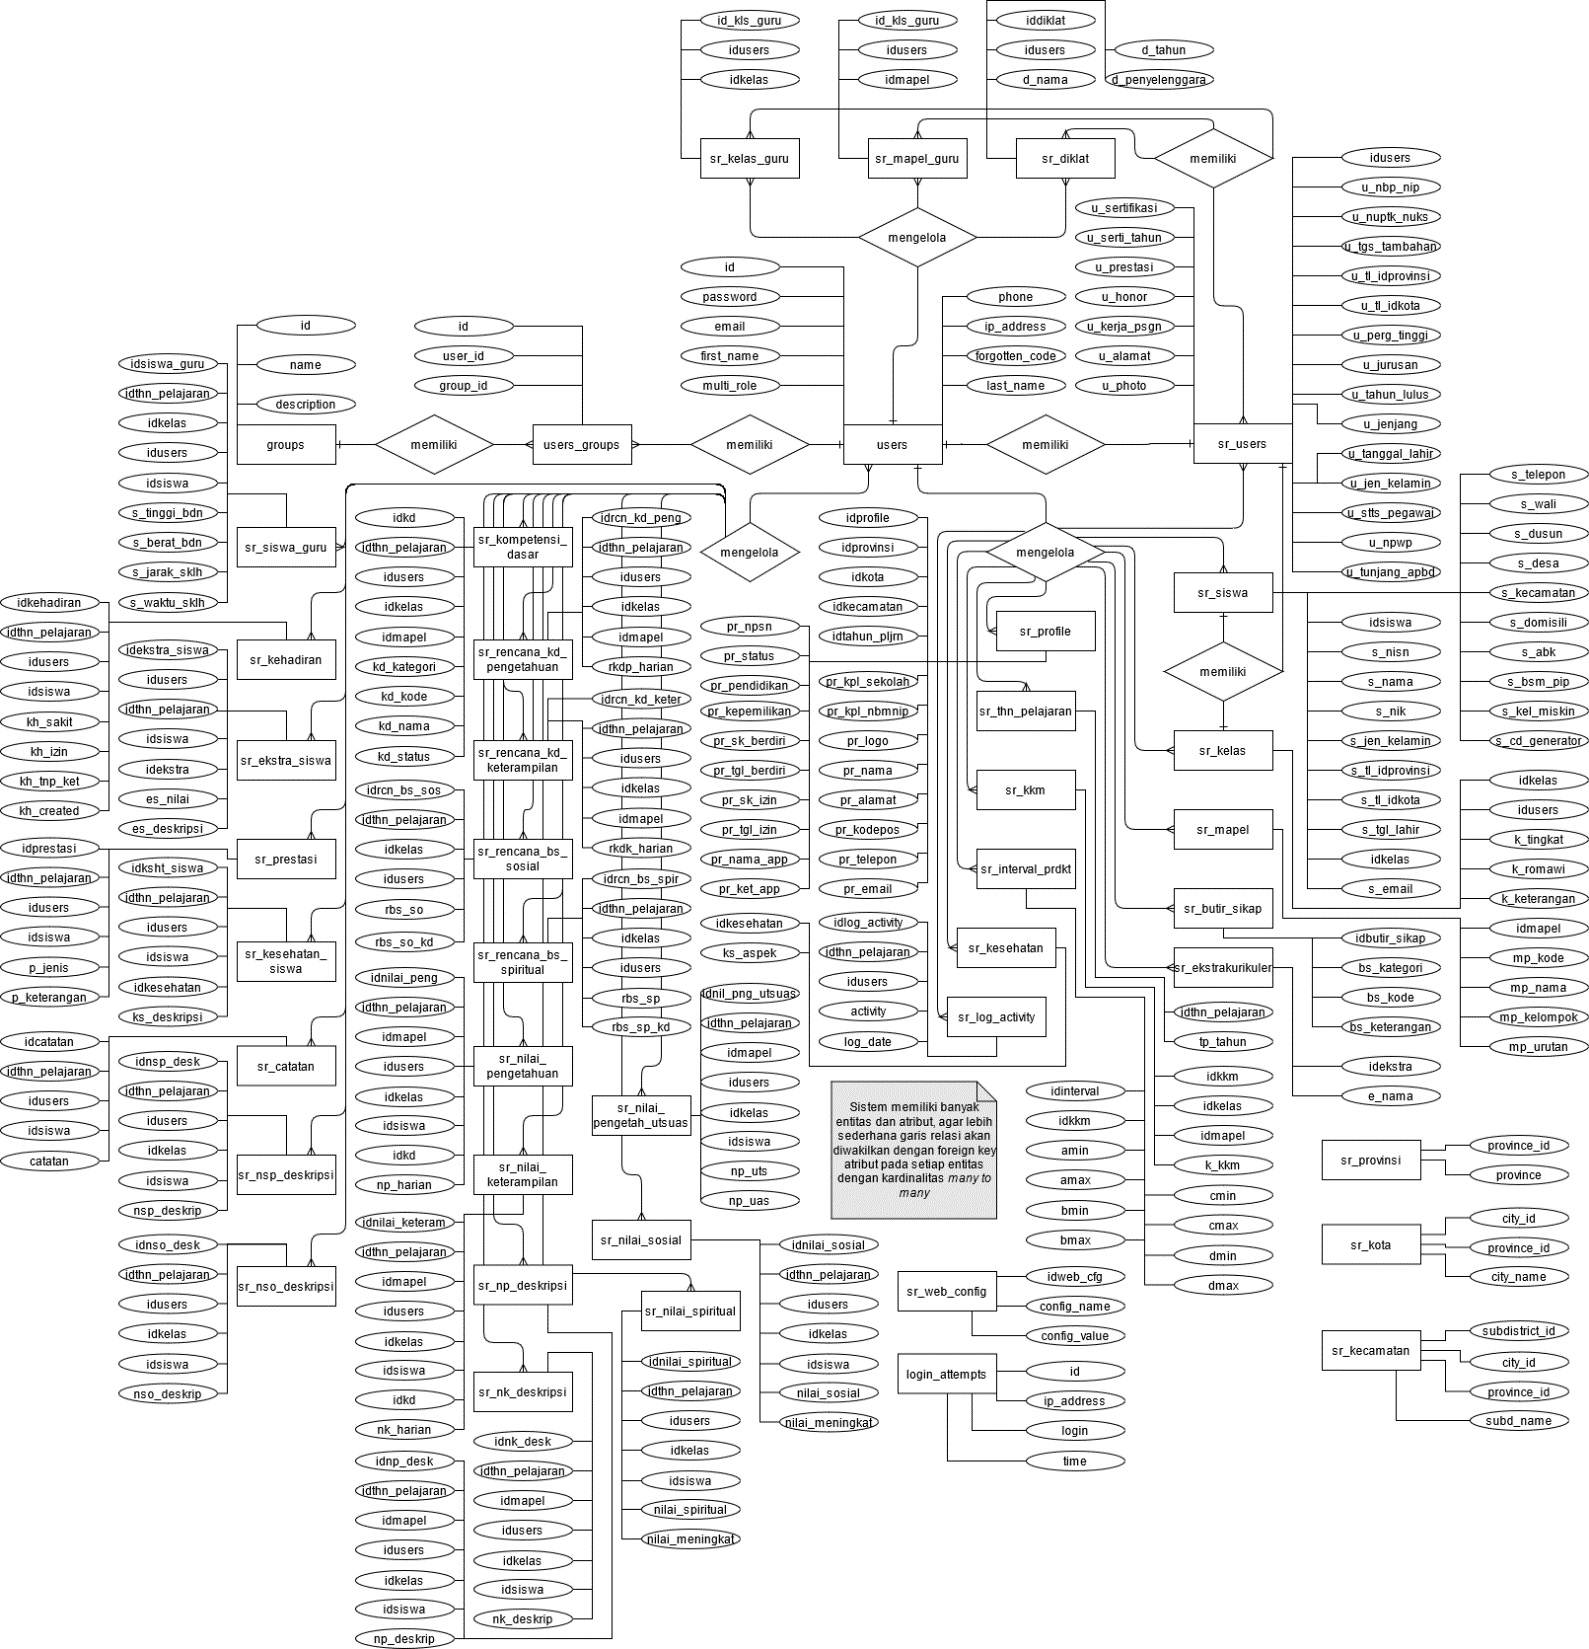 id_kls_guru
idusers
idkelas
id_kls_guru
idusers
idmapel
iddiklat
idusers
d_nama
d_tahun
d_penyelenggara
sr_kelas_guru
sr_mapel_guru
sr_diklat
memiliki
mengelola
idusers
u_nbp_nip
u_nuptk_nuks
u_tgs_tambahan
u_tl_idprovinsi
u_tl_idkota
u_perg_tinggi
u_jurusan
u_tahun_lulus
u_jenjang
u_tanggal_lahir
u_jen_kelamin
u_stts_pegawai
u_npwp
u_tunjang_apbd
u_sertifikasi
u_serti_tahun
u_prestasi
u_honor
u_kerja_psgn
u_alamat
u_photo
id
password
email
first_name
multi_role
phone
ip_address
forgotten_code
last_name
id
name
description
id
user_id
group_id
groups
memiliki
users_groups
memiliki
users
memiliki
sr_users
idsiswa_guru
idthn_pelajaran
idkelas
idusers
idsiswa
s_tinggi_bdn
s_berat_bdn
s_jarak_sklh
s_waktu_sklh
sr_siswa_guru
idkehadiran
idthn_pelajaran
idusers
idsiswa
kh_sakit
kh_izin
kh_tnp_ket
kh_created
sr_kehadiran
idekstra_siswa
idusers
idthn_pelajaran
idsiswa
idekstra
es_nilai
es_deskripsi
sr_ekstra_siswa
idprestasi
idthn_pelajaran
idusers
idsiswa
p_jenis
p_keterangan
sr_prestasi
idksht_siswa
idthn_pelajaran
idusers
idsiswa
idkesehatan
ks_deskripsi
sr_kesehatan_
siswa
idcatatan
idthn_pelajaran
idusers
idsiswa
catatan
sr_catatan
idnsp_desk
idthn_pelajaran
idusers
idkelas
idsiswa
nsp_deskrip
sr_nsp_deskripsi
idnso_desk
idthn_pelajaran
idusers
idkelas
idsiswa
nso_deskrip
sr_nso_deskripsi
idkd
idthn_pelajaran
idusers
idkelas
idmapel
kd_kategori
kd_kode
kd_nama
kd_status
idrcn_bs_sos
idthn_pelajaran
idkelas
idusers
rbs_so
rbs_so_kd
idnilai_peng
idthn_pelajaran
idmapel
idusers
idkelas
idsiswa
idkd
np_harian
idnilai_keteram
idthn_pelajaran
idmapel
idusers
idkelas
idsiswa
idkd
nk_harian
idnp_desk
idthn_pelajaran
idmapel
idusers
idkelas
idsiswa
np_deskrip
sr_kompetensi_
dasar
sr_rencana_kd_
pengetahuan
sr_rencana_kd_
keterampilan
sr_rencana_bs_
sosial
sr_rencana_bs_
spiritual
sr_nilai_
pengetahuan
sr_nilai_
keterampilan
sr_np_deskripsi
sr_nk_deskripsi
idnk_desk
idthn_pelajaran
idmapel
idusers
idkelas
idsiswa
nk_deskrip
idrcn_kd_peng
idthn_pelajaran
idusers
idkelas
idmapel
rkdp_harian
idrcn_kd_keter
idthn_pelajaran
idusers
idkelas
idmapel
rkdk_harian
idrcn_bs_spir
idthn_pelajaran
idkelas
idusers
rbs_sp
rbs_sp_kd
sr_nilai_
pengetah_utsuas
sr_nilai_sosial
sr_nilai_spiritual
idnilai_spiritual
idthn_pelajaran
idusers
idkelas
idsiswa
nilai_spiritual
nilai_meningkat
mengelola
pr_npsn
pr_status
pr_pendidikan
pr_kepemilikan
pr_sk_berdiri
pr_tgl_berdiri
pr_sk_izin
pr_tgl_izin
pr_nama_app
pr_ket_app
idkesehatan
ks_aspek
idnil_png_utsuas
idthn_pelajaran
idmapel
idusers
idkelas
idsiswa
np_uts
np_uas
idnilai_sosial
idthn_pelajaran
idusers
idkelas
idsiswa
nilai_sosial
nilai_meningkat
idprofile
idprovinsi
idkota
idkecamatan
idtahun_pljrn
pr_kpl_sekolah
pr_kpl_nbmnip
pr_logo
pr_nama
pr_alamat
pr_kodepos
pr_telepon
pr_email
idlog_activity
idthn_pelajaran
idusers
activity
log_date
Sistem memiliki banyak
entitas dan atribut, agar lebih
sederhana garis relasi akan
diwakilkan dengan foreign key
atribut pada setiap entitas
dengan kardinalitas many to
many
mengelola
sr_profile
sr_thn_pelajaran
sr_kkm
sr_interval_prdkt
sr_kesehatan
sr_log_activity
sr_siswa
memiliki
sr_kelas
sr_mapel
sr_butir_sikap
sr_ekstrakurikuler
idthn_pelajaran
tp_tahun
idkkm
idkelas
idmapel
k_kkm
cmin
cmax
dmin
dmax
idinterval
idkkm
amin
amax
bmin
bmax
sr_web_config
idweb_cfg
config_name
config_value
login_attempts
id
ip_address
login
time
idsiswa
s_nisn
s_nama
s_nik
s_jen_kelamin
s_tl_idprovinsi
s_tl_idkota
s_tgl_lahir
idkelas
s_email
s_telepon
s_wali
s_dusun
s_desa
s_kecamatan
s_domisili
s_abk
s_bsm_pip
s_kel_miskin
s_cd_generator
idkelas
idusers
k_tingkat
k_romawi
k_keterangan
idmapel
mp_kode
mp_nama
mp_kelompok
mp_urutan
idbutir_sikap
bs_kategori
bs_kode
bs_keterangan
idekstra
e_nama
sr_provinsi
province_id
province
sr_kota
city_id
province_id
city_name
sr_kecamatan
subdistrict_id
city_id
province_id
subd_name